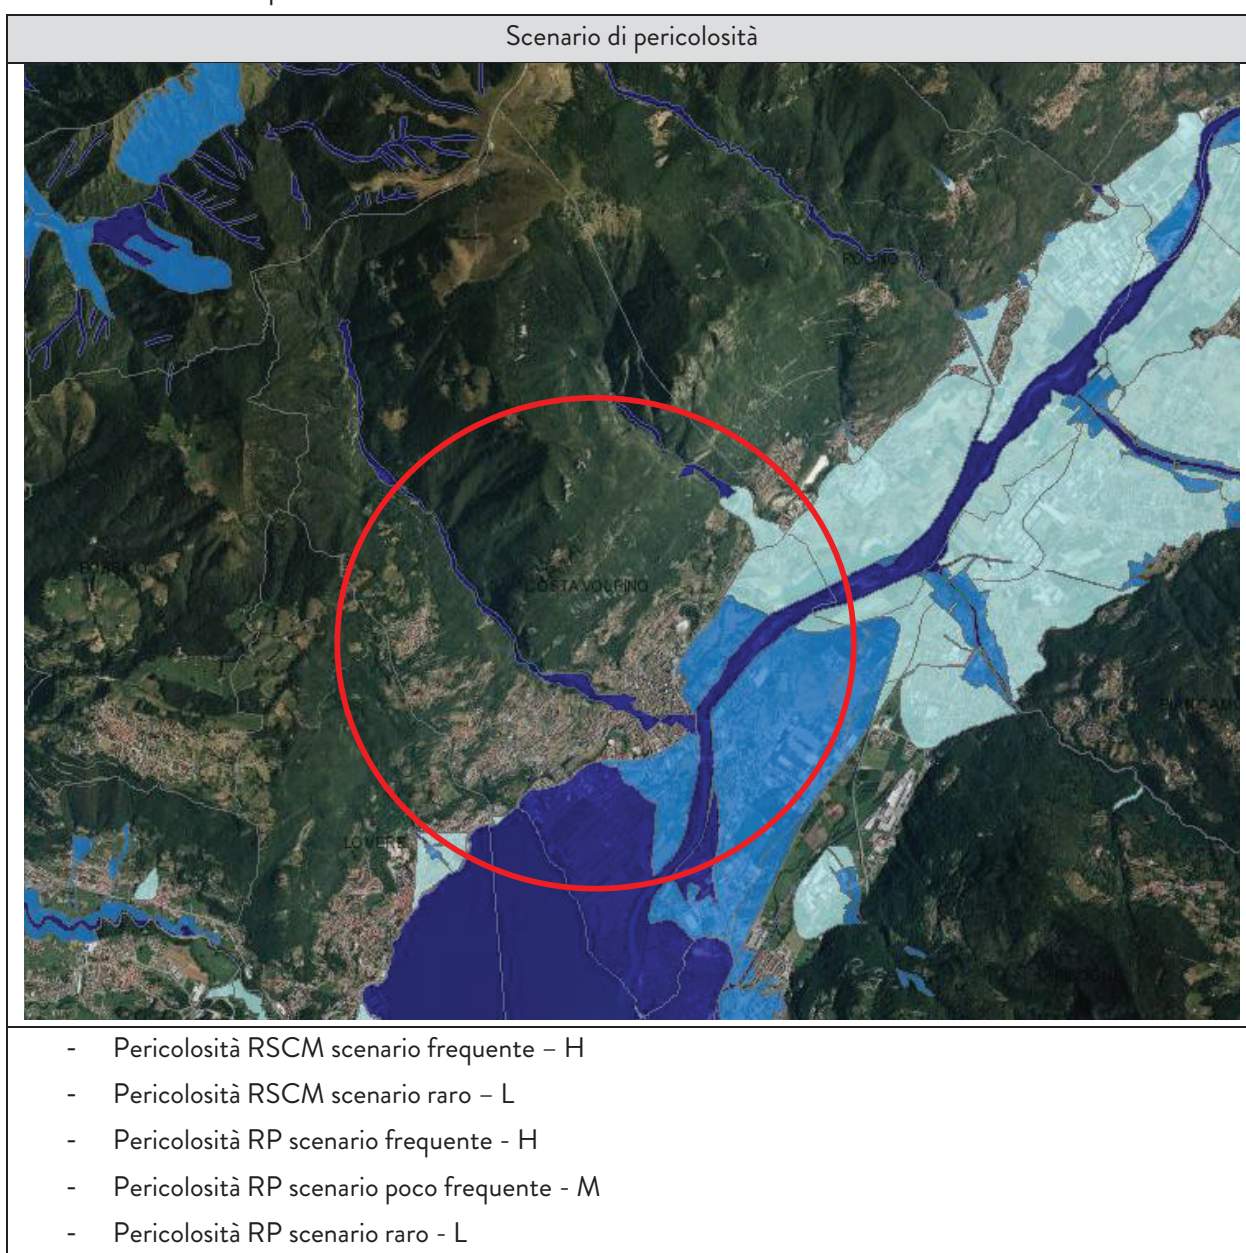 Scenario di pericolosità
ROGNO
COSTA VOLPINO
LOVERE
- Pericolosità RSCM scenario frequente – H
- Pericolosità RSCM scenario raro – L
- Pericolosità RP scenario frequente - H
- Pericolosità RP scenario poco frequente - M
- Pericolosità RP scenario raro - L